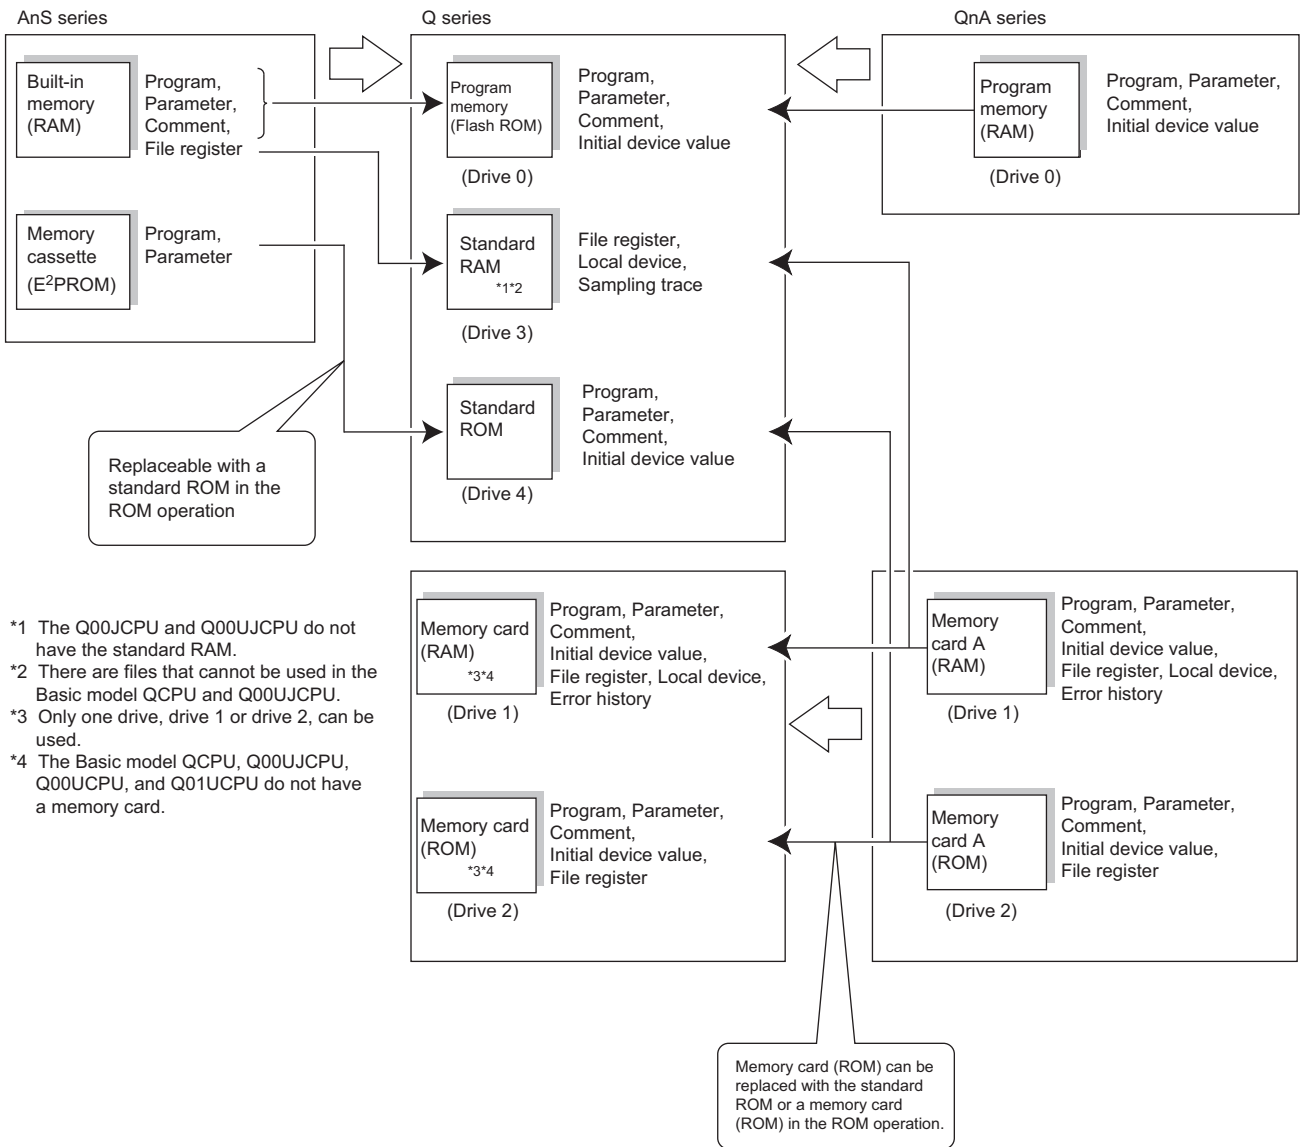 AnS series
Built-in
memory
(RAM)
Program,
Parameter,
Comment,
File register
Memory
cassette
(E²PROM)
Program,
Parameter
Replaceable with a
standard ROM in the
ROM operation
Q series
Program
memory
(Flash ROM)
Program,
Parameter,
Comment,
Initial device value
(Drive 0)
Standard
RAM
*1*2
File register,
Local device,
Sampling trace
(Drive 3)
Standard
ROM
Program,
Parameter,
Comment,
Initial device value
(Drive 4)
QnA series
Program
memory
(RAM)
Program, Parameter,
Comment,
Initial device value
(Drive 0)
*1 The Q00JCPU and Q00UJCPU do not
have the standard RAM.
*2 There are files that cannot be used in the
Basic model QCPU and Q00UJCPU.
*3 Only one drive, drive 1 or drive 2, can be
used.
*4 The Basic model QCPU, Q00UJCPU,
Q00UCPU, and Q01UCPU do not have
a memory card.
Memory card
(RAM)
*3*4
Program, Parameter,
Comment,
Initial device value,
File register, Local device,
Error history
(Drive 1)
Memory card
(ROM)
*3*4
Program, Parameter,
Comment,
Initial device value,
File register
(Drive 2)
Memory
card A
(RAM)
Program, Parameter,
Comment,
Initial device value,
File register, Local device,
Error history
(Drive 1)
Memory
card A
(ROM)
Program, Parameter,
Comment,
Initial device value,
File register
(Drive 2)
Memory card (ROM) can be
replaced with the standard
ROM or a memory card
(ROM) in the ROM operation.